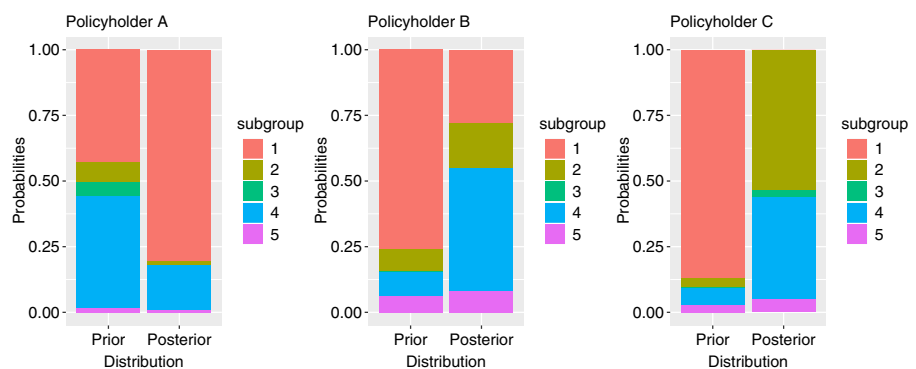 Policyholder A
1.00
0.75
0.50
0.25
0.00
Probabilities
Prior
Posterior
Distribution
subgroup
1
2
3
4
5
Policyholder B
1.00
0.75
0.50
0.25
0.00
Probabilities
Prior
Posterior
Distribution
subgroup
1
2
3
4
5
Policyholder C
1.00
0.75
0.50
0.25
0.00
Probabilities
Prior
Posterior
Distribution
subgroup
1
2
3
4
5